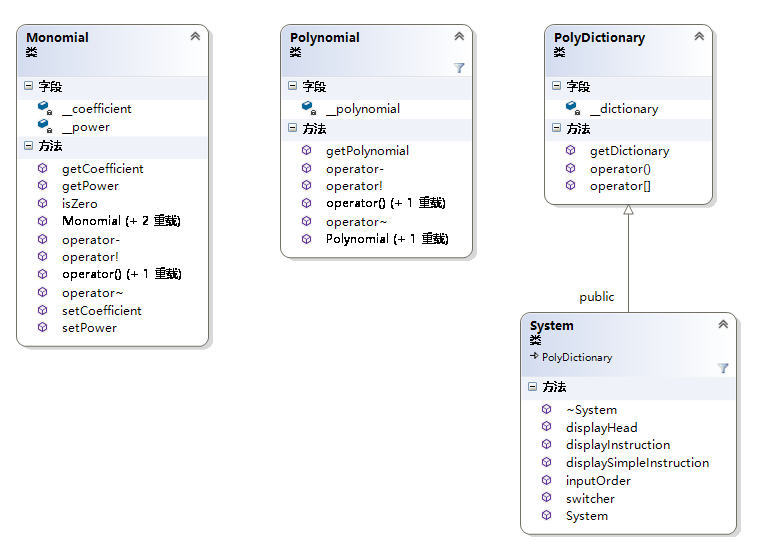 Monomial
类
字段
__coefficient
__power
方法
getCoefficient
getPower
isZero
Monomial (+ 2 重载)
operator-
operator!
operator() (+ 1 重载)
operator~
setCoefficient
setPower
Polynomial
类
字段
__polynomial
方法
getPolynomial
operator-
operator!
operator() (+ 1 重载)
operator~
Polynomial (+ 1 重载)
PolyDictionary
类
字段
__dictionary
方法
getDictionary
operator()
operator[]
public
System
类
PolyDictionary
方法
~System
displayHead
displayInstruction
displaySimpleInstruction
inputOrder
switcher
System